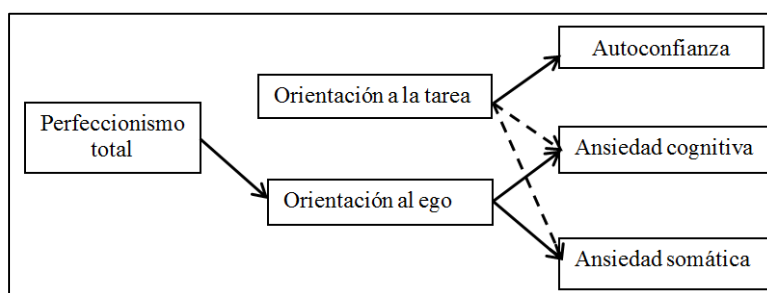 Autoconfianza
Orientación a la tarea
Perfeccionismo
total
Ansiedad cognitiva
Orientación al ego
Ansiedad somática